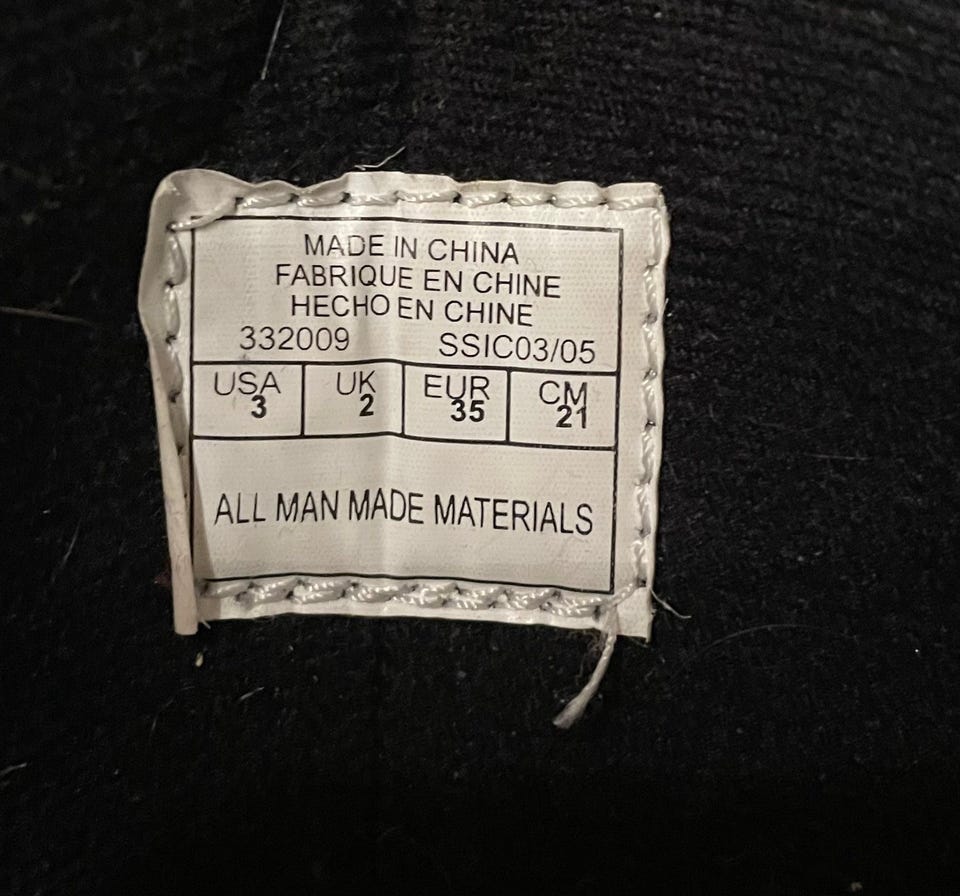 MADE IN CHINA
FABRIQUE EN CHINE
HECHO EN CHINE
332009 SSIC03/05
USA UK EUR CM
3 2 35 21
ALL MAN MADE MATERIALS